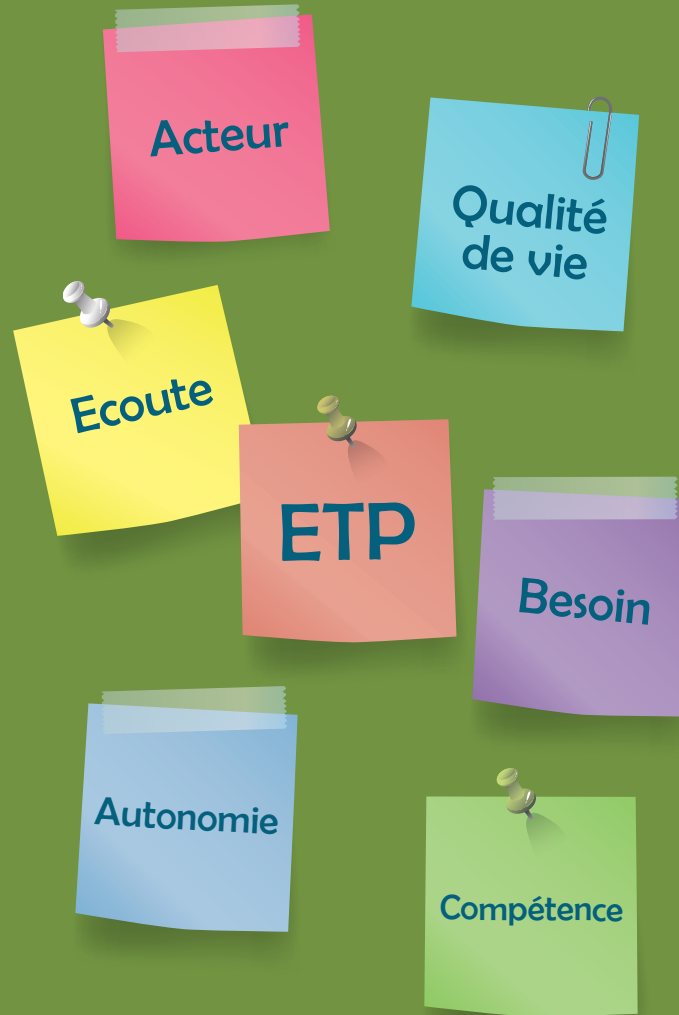 Acteur
Qualité
de vie
Ecoute
ETP
Besoin
Autonomie
Compétence